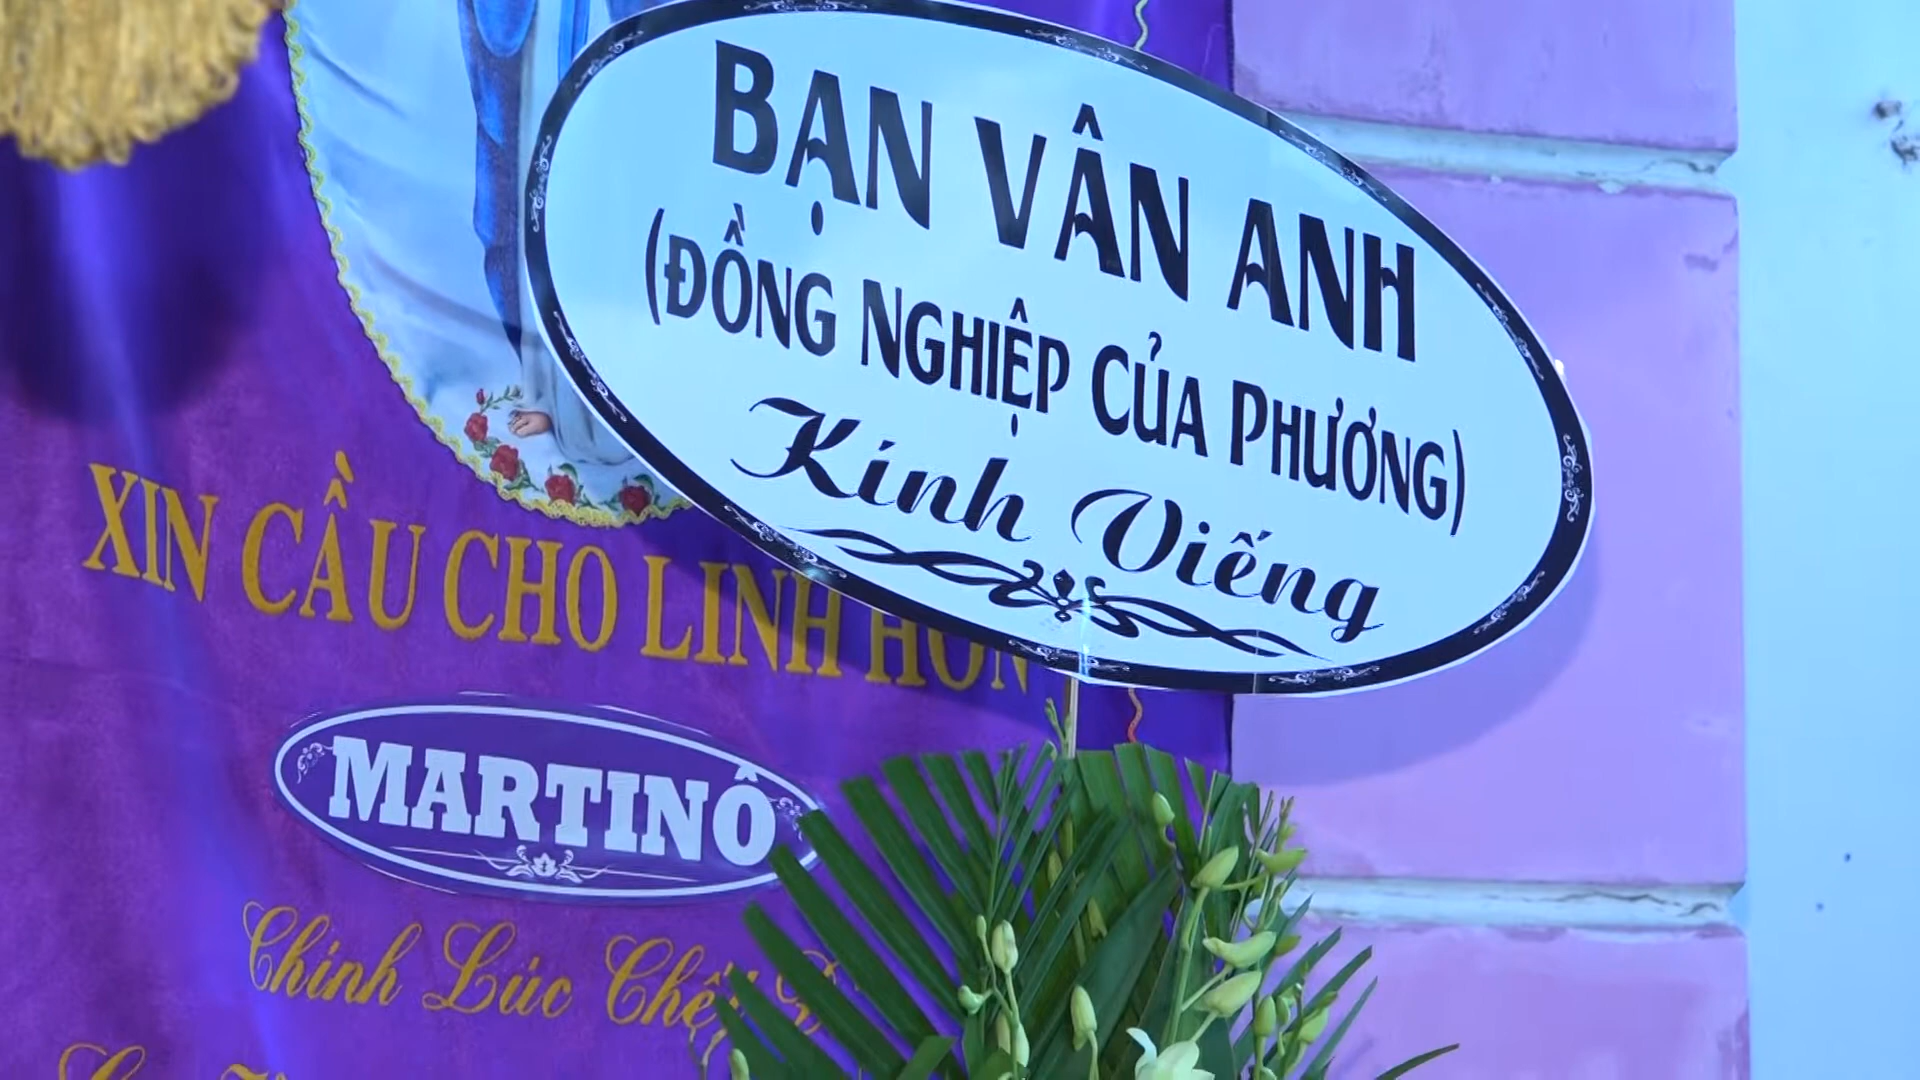 BẠN VÂN ANH
(ĐỒNG NGHIỆP CỦA PHƯƠNG)
Kính Viếng
XIN CẦU CHO LINH HỒN
MARTINÔ
Chính Lúc Chết